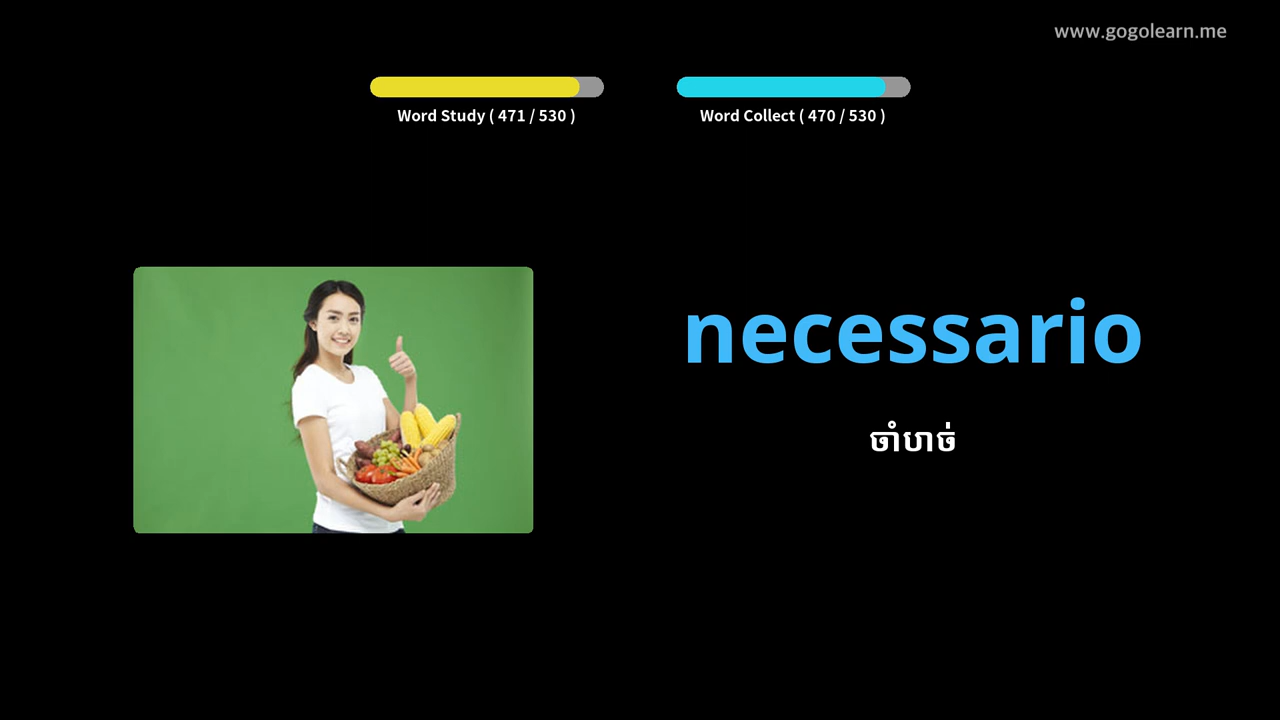 www.gogolearn.me
Word Study ( 471 / 530 )
Word Collect ( 470 / 530 )
necessario
ចាំបាច់